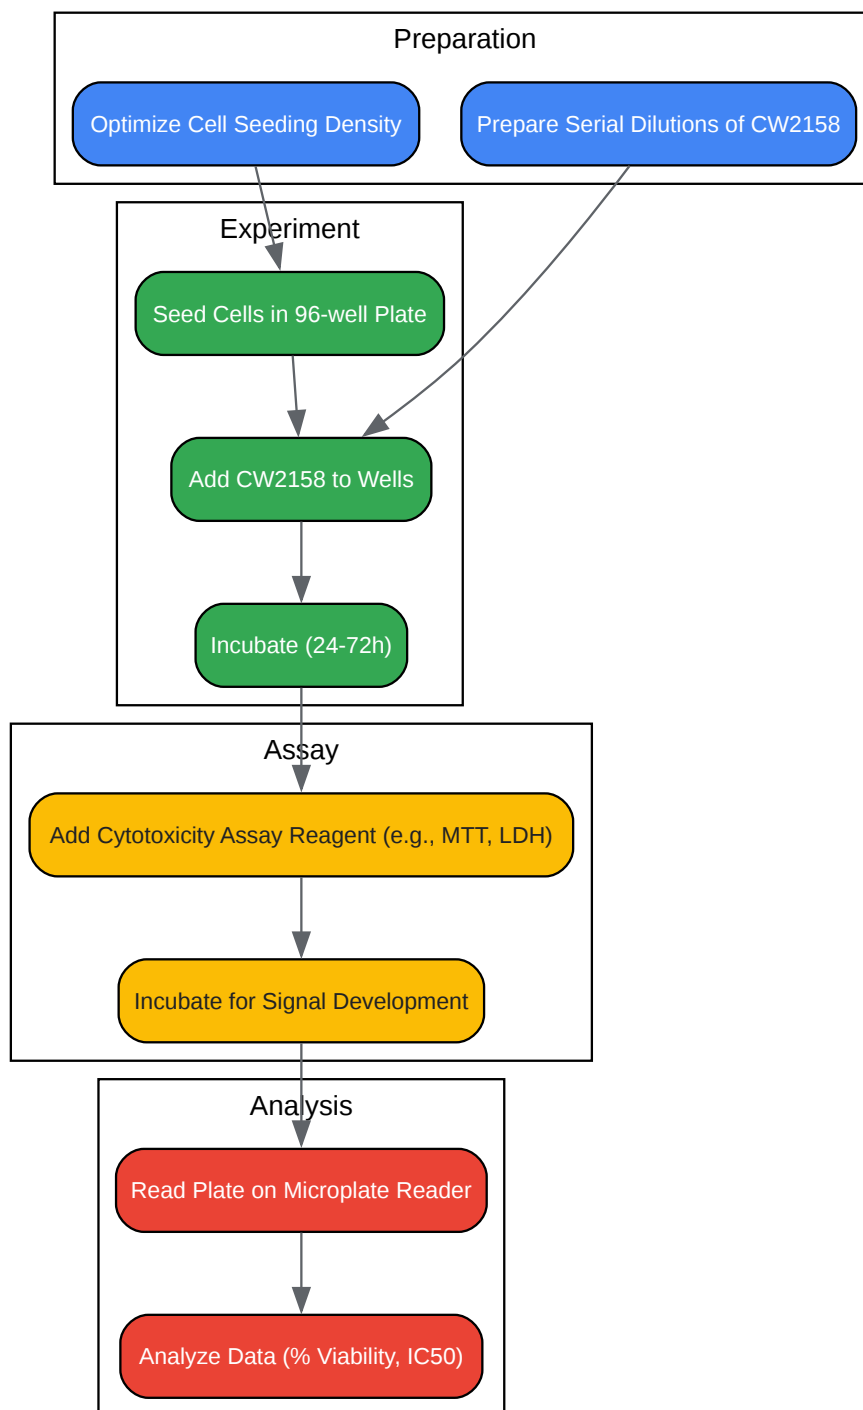 Preparation
Optimize Cell Seeding Density
Prepare Serial Dilutions of CW2158
Experiment
Seed Cells in 96-well Plate
Add CW2158 to Wells
Incubate (24-72h)
Assay
Add Cytotoxicity Assay Reagent (e.g., MTT, LDH)
Incubate for Signal Development
Analysis
Read Plate on Microplate Reader
Analyze Data (% Viability, IC50)